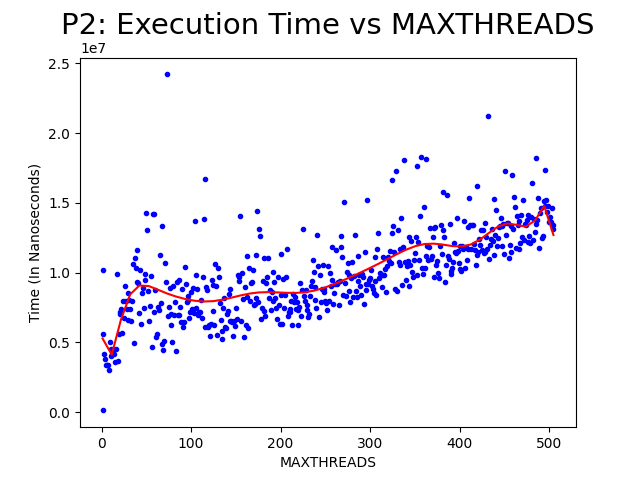 P2: Execution Time vs MAXTHREADS
1e7
2.5
2.0
1.5
1.0
0.5
0.0
Time (In Nanoseconds)
0 100 200 300 400 500
MAXTHREADS